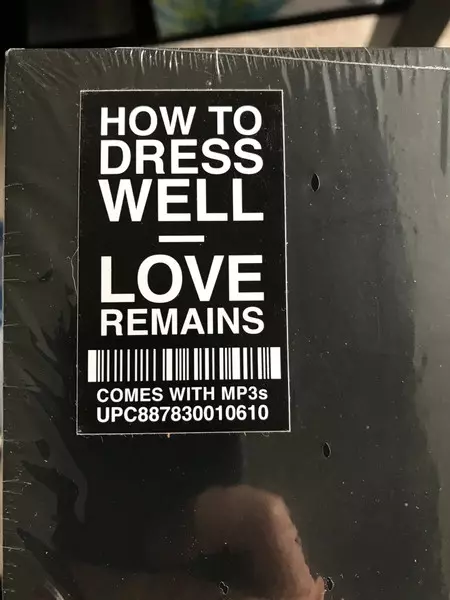 HOW TO
DRESS
WELL
—
LOVE
REMAINS
COMES WITH MP3s
UPC887830010610